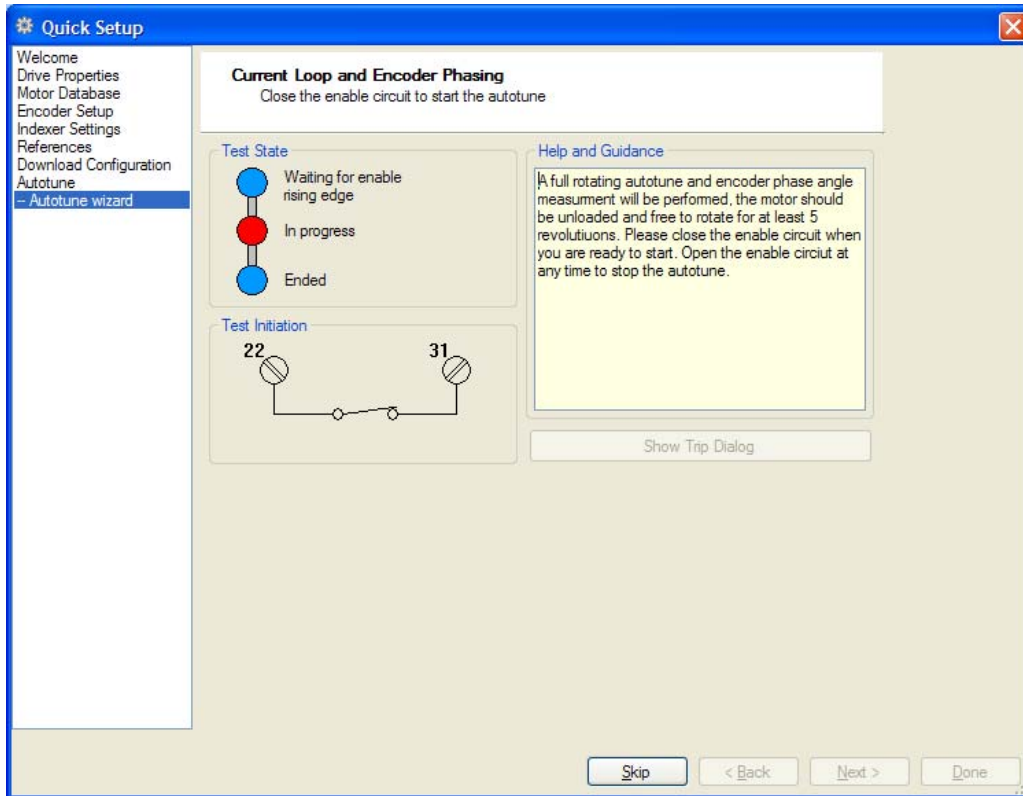 Quick Setup
Welcome
Drive Properties
Motor Database
Encoder Setup
Indexer Settings
References
Download Configuration
Autotune
-- Autotune wizard
Current Loop and Encoder Phasing
Close the enable circuit to start the autotune
Test State
Waiting for enable
rising edge
In progress
Ended
Test Initiation
22
31
Help and Guidance
A full rotating autotune and encoder phase angle
measurment will be performed, the motor should
be unloaded and free to rotate for at least 5
revolutiuons. Please close the enable circuit when
you are ready to start. Open the enable circiut at
any time to stop the autotune.
Show Trip Dialog
Skip
< Back
Next >
Done